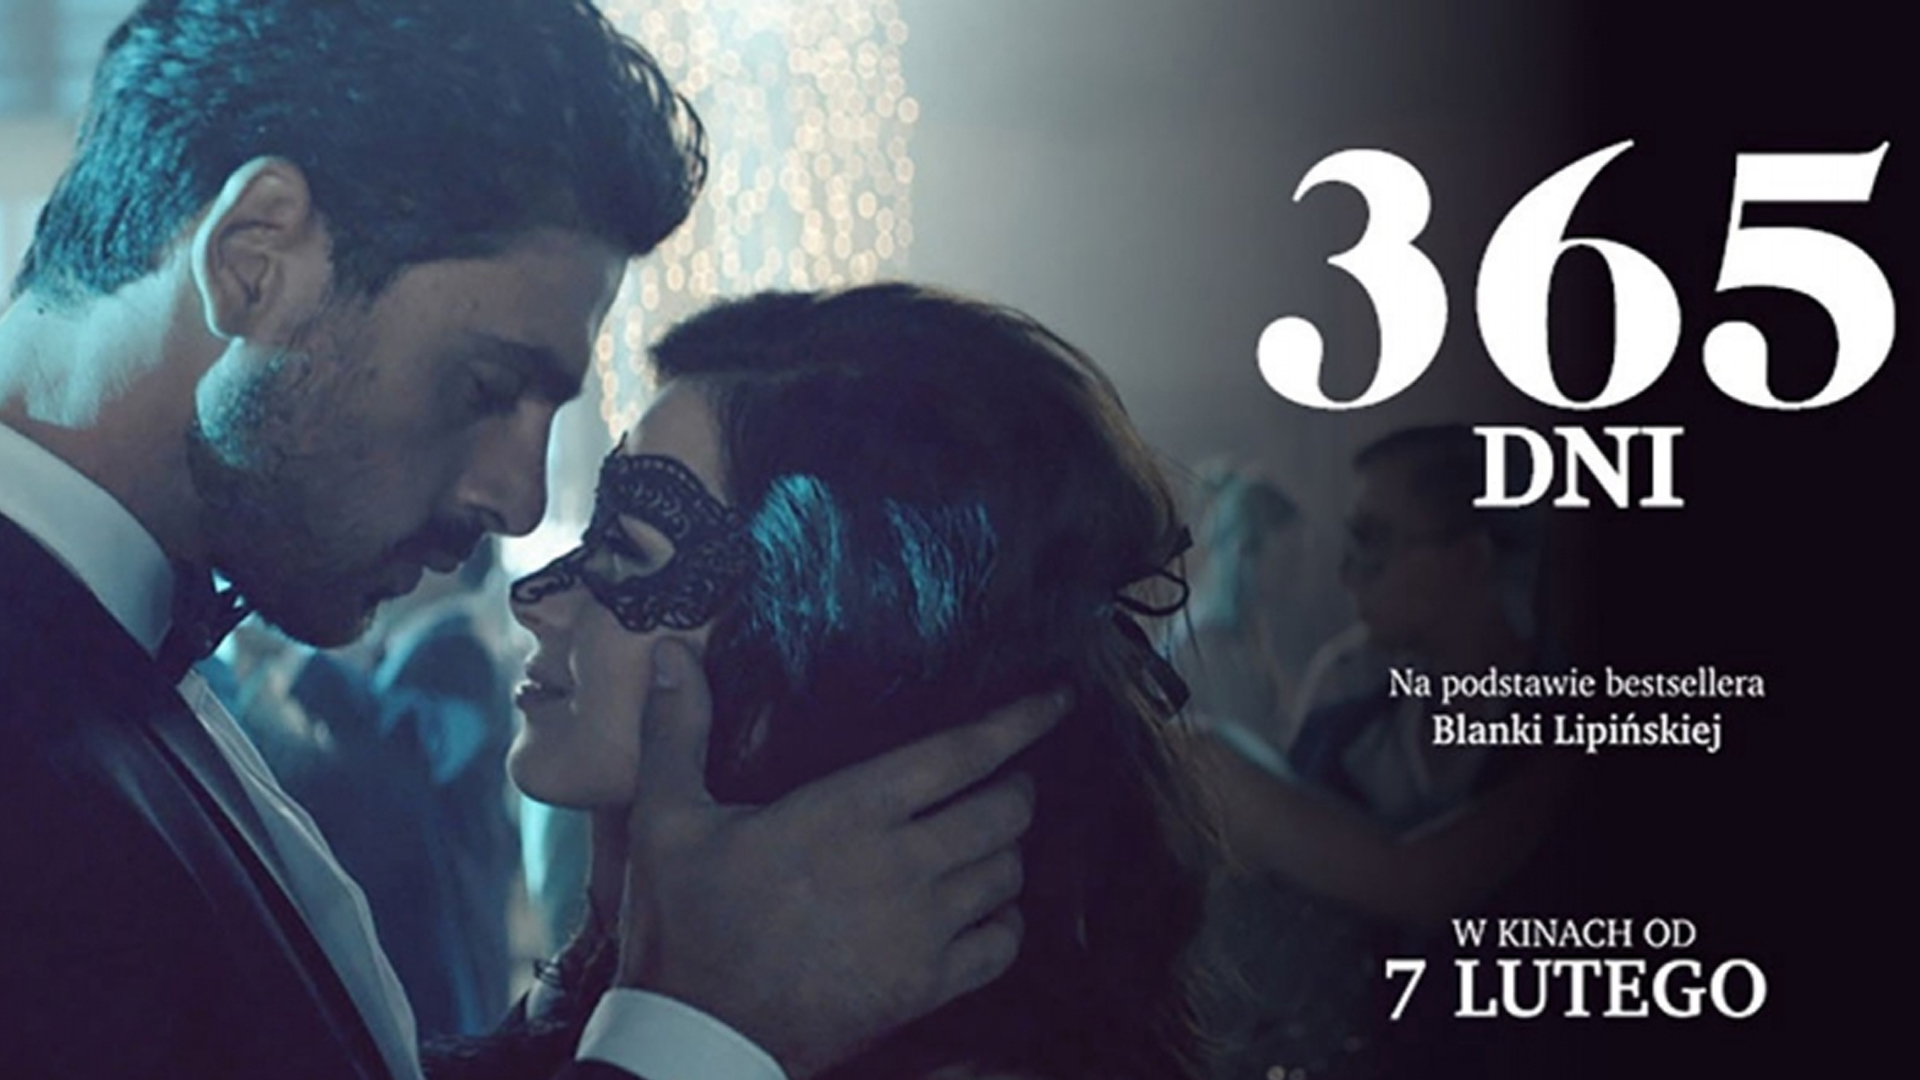 365
DNI
Na podstawie bestsellera
Blanki Lipińskiej
W KINACH OD
7 LUTEGO